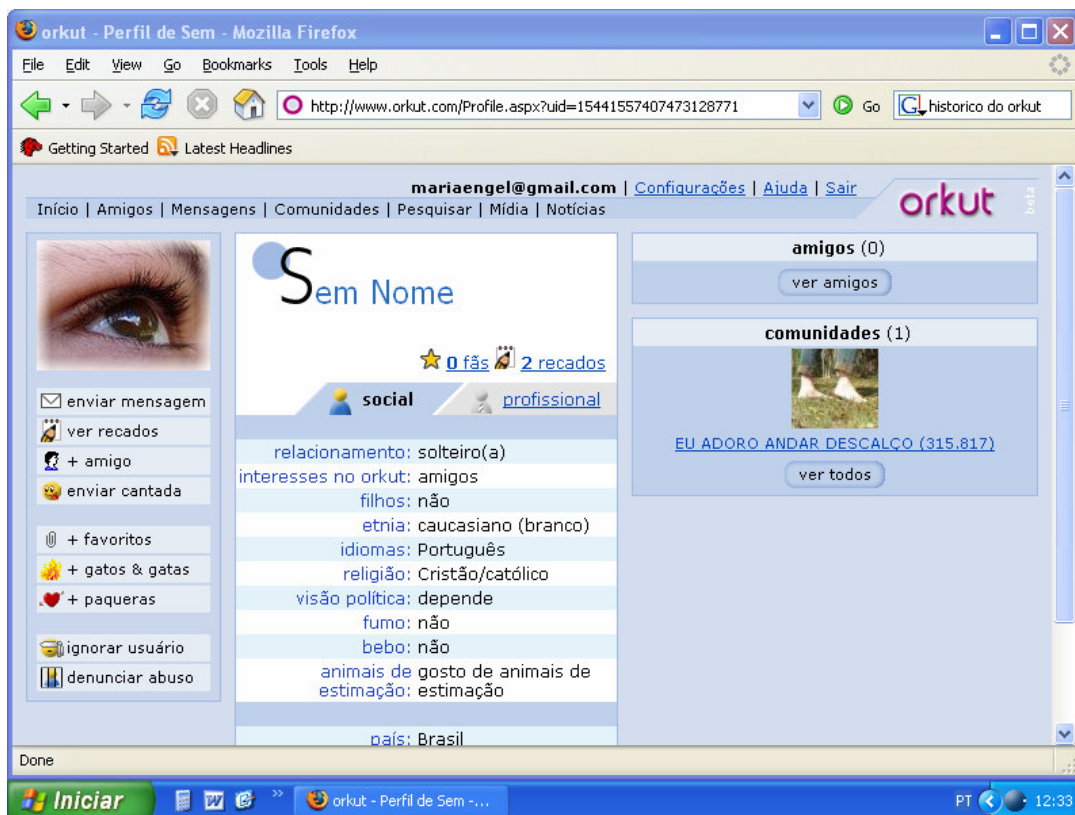 orkut - Perfil de Sem - Mozilla Firefox
File Edit View Go Bookmarks Tools Help
http://www.orkut.com/Profile.aspx?uid=15441557407473128771 Go G historico do orkut
Getting Started Latest Headlines
mariaengel@gmail.com | Configurações | Ajuda | Sair
Início | Amigos | Mensagens | Comunidades | Pesquisar | Mídia | Notícias
orkut beta
Sem Nome
0 fãs 2 recados
social profissional
enviar mensagem
ver recados
+ amigo
enviar cantada
+ favoritos
+ gatos & gatas
+ paqueras
ignorar usuário
denunciar abuso
relacionamento: solteiro(a)
interesses no orkut: amigos
filhos: não
etnia: caucasiano (branco)
idiomas: Português
religião: Cristão/católico
visão política: depende
fumo: não
bebo: não
animais de gosto de animais de
estimação: estimação
país: Brasil
amigos (0)
ver amigos
comunidades (1)
EU ADORO ANDAR DESCALÇO (315.817)
ver todos
Done
Iniciar W » orkut - Perfil de Sem -... PT 12:33